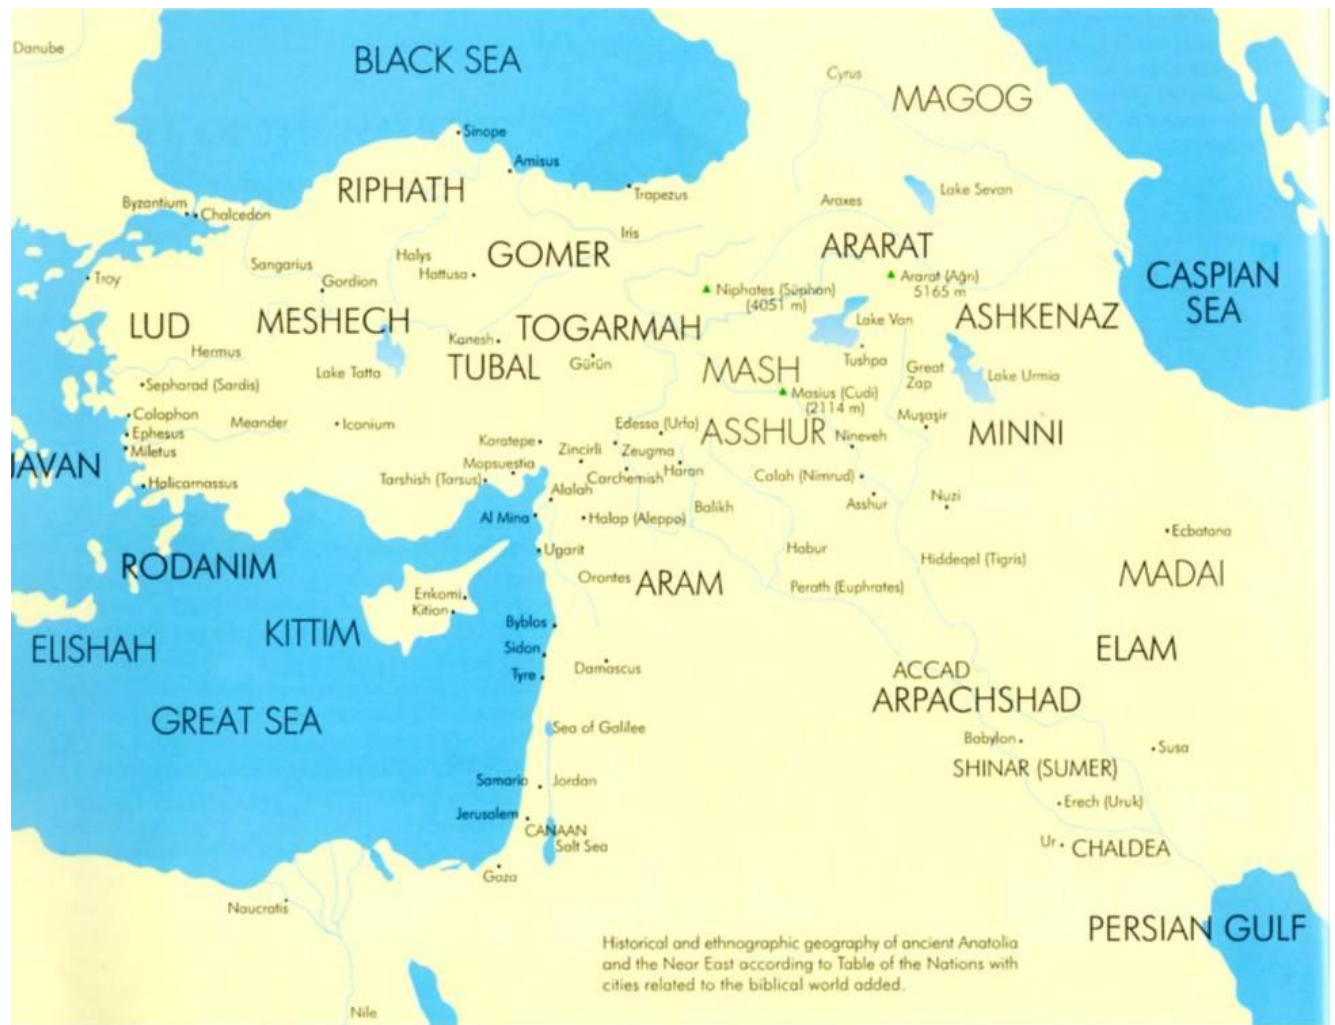 Danube
BLACK SEA
Cyrus
MAGOG
Sinope
Amisus
RIPHATH
Trapezus
Lake Sevan
Byzantium
Chalcedon
Araxes
Iris
ARARAT
Halys
GOMER
Sangarius
Hattusa
Troy
Gordion
Ararat (Ağrı)
5165 m
Niphates (Süphan)
(4051 m)
CASPIAN
SEA
LUD
MESHECH
TOGARMAH
Lake Van
ASHKENAZ
Kanesh
Hermus
Gürün
Tushpa
Lake Tatta
TUBAL
MASH
Great
Zap
Lake Urmia
Sepharad (Sardis)
Masius (Cudi)
(2114 m)
Colophon
Meander
Iconium
Edessa (Urfa)
ASSHUR
Muşaşir
Ephesus
Nineveh
MINNI
Miletus
Karatepe
Zincirli
Zeugma
JAVAN
Mopsuestia
Haran
Halicarnassus
Tarshish (Tarsus)
Carchemish
Calah (Nimrud)
Alalah
Nuzi
Asshur
Balikh
Al Mina
Halap (Aleppo)
Ecbatana
Ugarit
Habur
Hiddeqel (Tigris)
RODANIM
Orontes
ARAM
Perath (Euphrates)
MADAI
Enkomi
Kition
Byblos
KITTIM
ELISHAH
Sidon
ELAM
Tyre
Damascus
ACCAD
ARPACHSHAD
GREAT SEA
Sea of Galilee
Babylon
Susa
SHINAR (SUMER)
Samaria
Jordan
Erech (Uruk)
Jerusalem
CANAAN
Salt Sea
Ur
CHALDEA
Gaza
Naucratis
PERSIAN GULF
Historical and ethnographic geography of ancient Anatolia
and the Near East according to Table of the Nations with
cities related to the biblical world added.
Nile